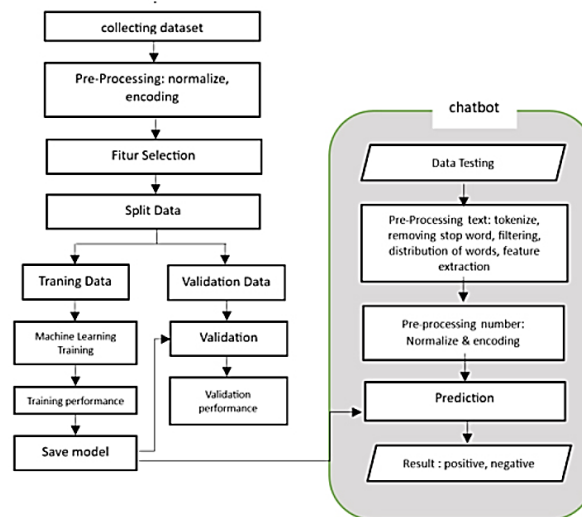 collecting dataset
Pre-Processing: normalize,
encoding
Fitur Selection
Split Data
Traning Data
Validation Data
Machine Learning
Training
Validation
Training performance
Validation
performance
Save model
chatbot
Data Testing
Pre-Processing text: tokenize,
removing stop word, filtering,
distribution of words, feature
extraction
Pre-processing number:
Normalize & encoding
Prediction
Result : positive, negative